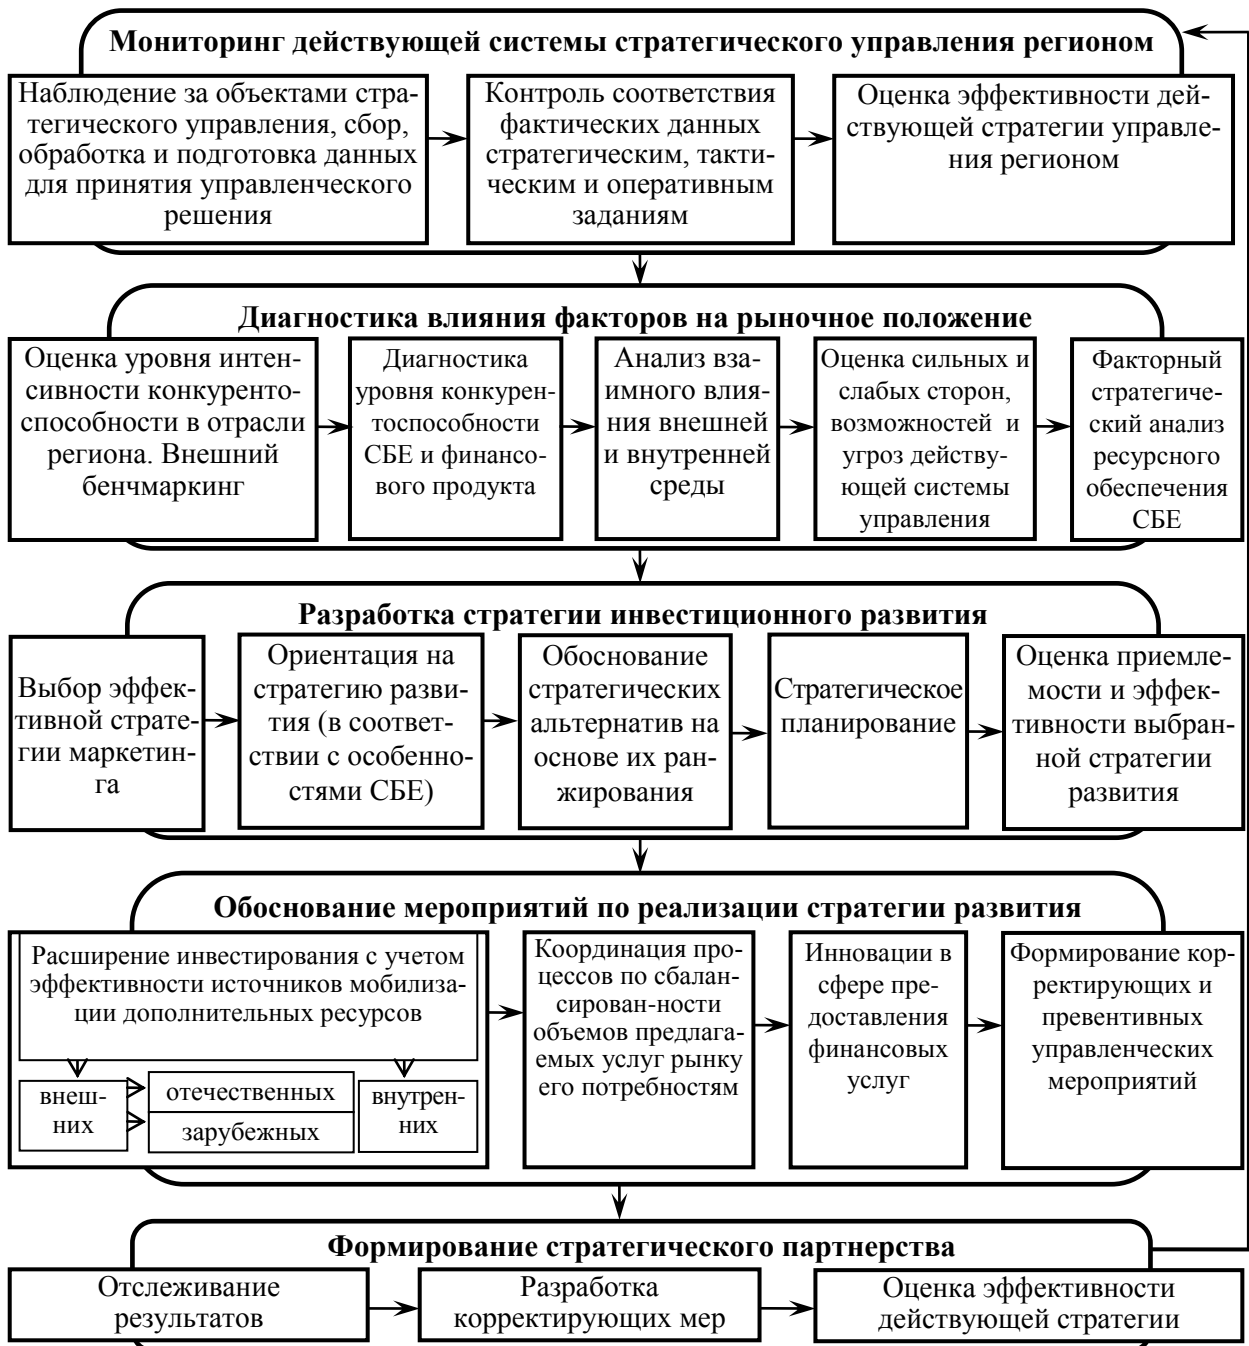 Мониторинг действующей системы стратегического управления регионом
Наблюдение за объектами стра-
тегического управления, сбор,
обработка и подготовка данных
для принятия управленческого
решения
Контроль соответствия
фактических данных
стратегическим, такти-
ческим и оперативным
заданиям
Оценка эффективности дей-
ствующей стратегии управле-
ния регионом
Диагностика влияния факторов на рыночное положение
Оценка уровня интен-
сивности конкуренто-
способности в отрасли
региона. Внешний
бенчмаркинг
Диагностика
уровня конкурен-
тоспособности
СБЕ и финансо-
вого продукта
Анализ вза-
имного влия-
ния внешней
и внутренней
среды
Оценка сильных и
слабых сторон,
возможностей и
угроз действу-
ющей системы
управления
Факторный
стратегиче-
ский анализ
ресурсного
обеспечения
СБЕ
Разработка стратегии инвестиционного развития
Выбор эффек-
тивной страте-
гии маркетин-
га
Ориентация на
стратегию разви-
тия (в соответ-
ствии с особенно-
стями СБЕ)
Обоснование
стратегических
альтернатив на
основе их ран-
жирования
Стратегическое
планирование
Оценка приемле-
мости и эффек-
тивности выбран-
ной стратегии
развития
Обоснование мероприятий по реализации стратегии развития
Расширение инвестирования с учетом
эффективности источников мобилиза-
ции дополнительных ресурсов
внеш-
них
отечественных
зарубежных
внутрен-
них
Координация про-
цессов по сбалан-
сирован-ности
объемов предлага-
емых услуг рынку
его потребностям
Инновации в
сфере пре-
доставления
финансовых
услуг
Формирование кор-
ректирующих и
превентивных
управленческих
мероприятий
Формирование стратегического партнерства
Отслеживание
результатов
Разработка
корректирующих мер
Оценка эффективности
действующей стратегии